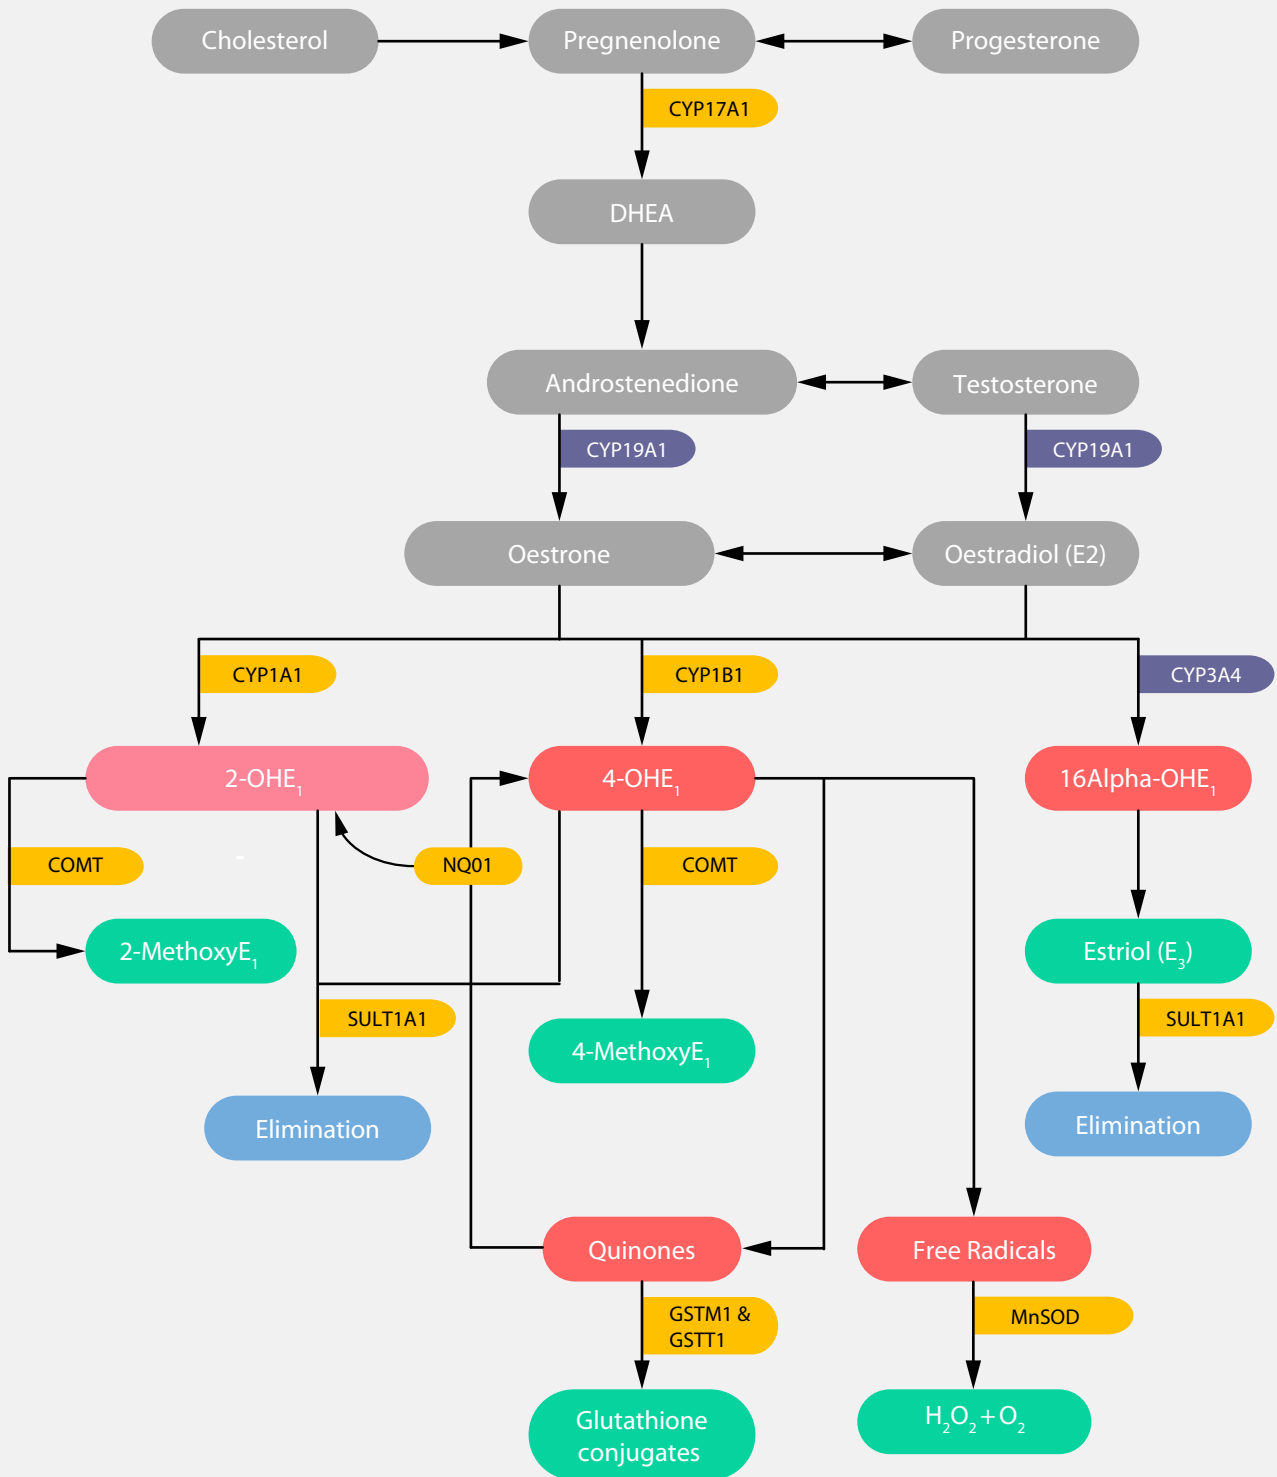 Cholesterol
Pregnenolone
Progesterone
CYP17A1
DHEA
Androstenedione
Testosterone
CYP19A1
CYP19A1
Oestrone
Oestradiol (E2)
CYP1A1
CYP1B1
CYP3A4
2-OHE₁
4-OHE₁
16Alpha-OHE₁
COMT
-
NQ01
COMT
2-MethoxyE₁
Estriol (E₃)
SULT1A1
SULT1A1
4-MethoxyE₁
Elimination
Elimination
Quinones
Free Radicals
GSTM1 &
GSTT1
MnSOD
Glutathione
conjugates
H₂O₂ + O₂